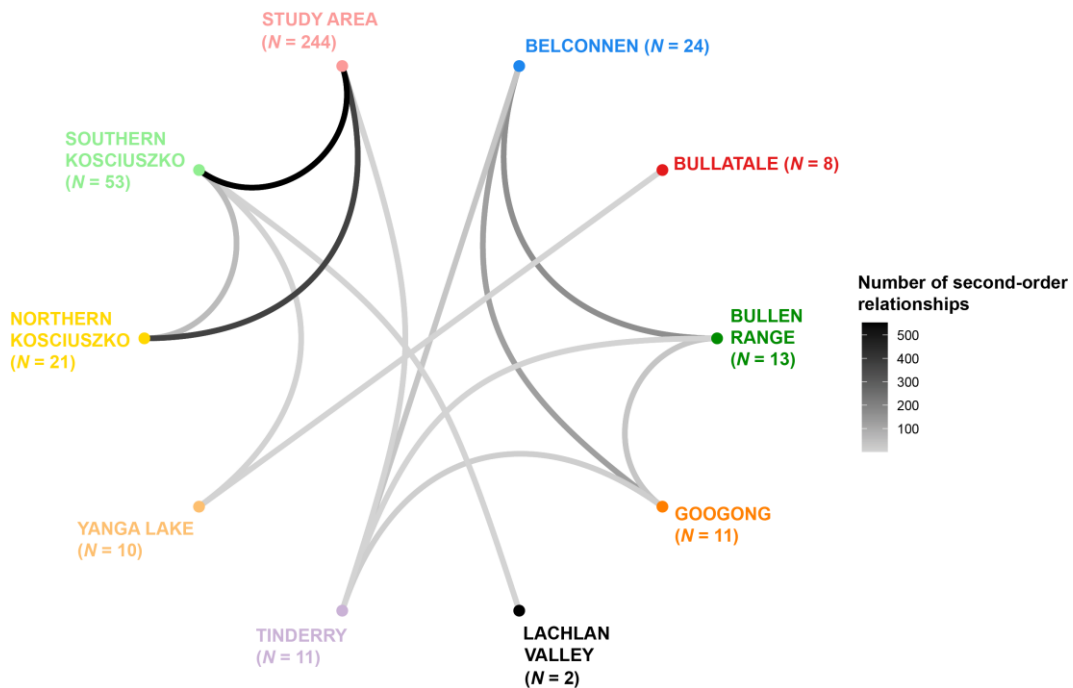 STUDY AREA
(N = 244)
BELCONNEN (N = 24)
SOUTHERN
KOSCIUSZKO
(N = 53)
BULLATALE (N = 8)
Number of second-order
relationships
500
400
300
200
100
NORTHERN
KOSCIUSZKO
(N = 21)
BULLEN
RANGE
(N = 13)
YANGA LAKE
(N = 10)
GOOGONG
(N = 11)
TINDERRY
(N = 11)
LACHLAN
VALLEY
(N = 2)